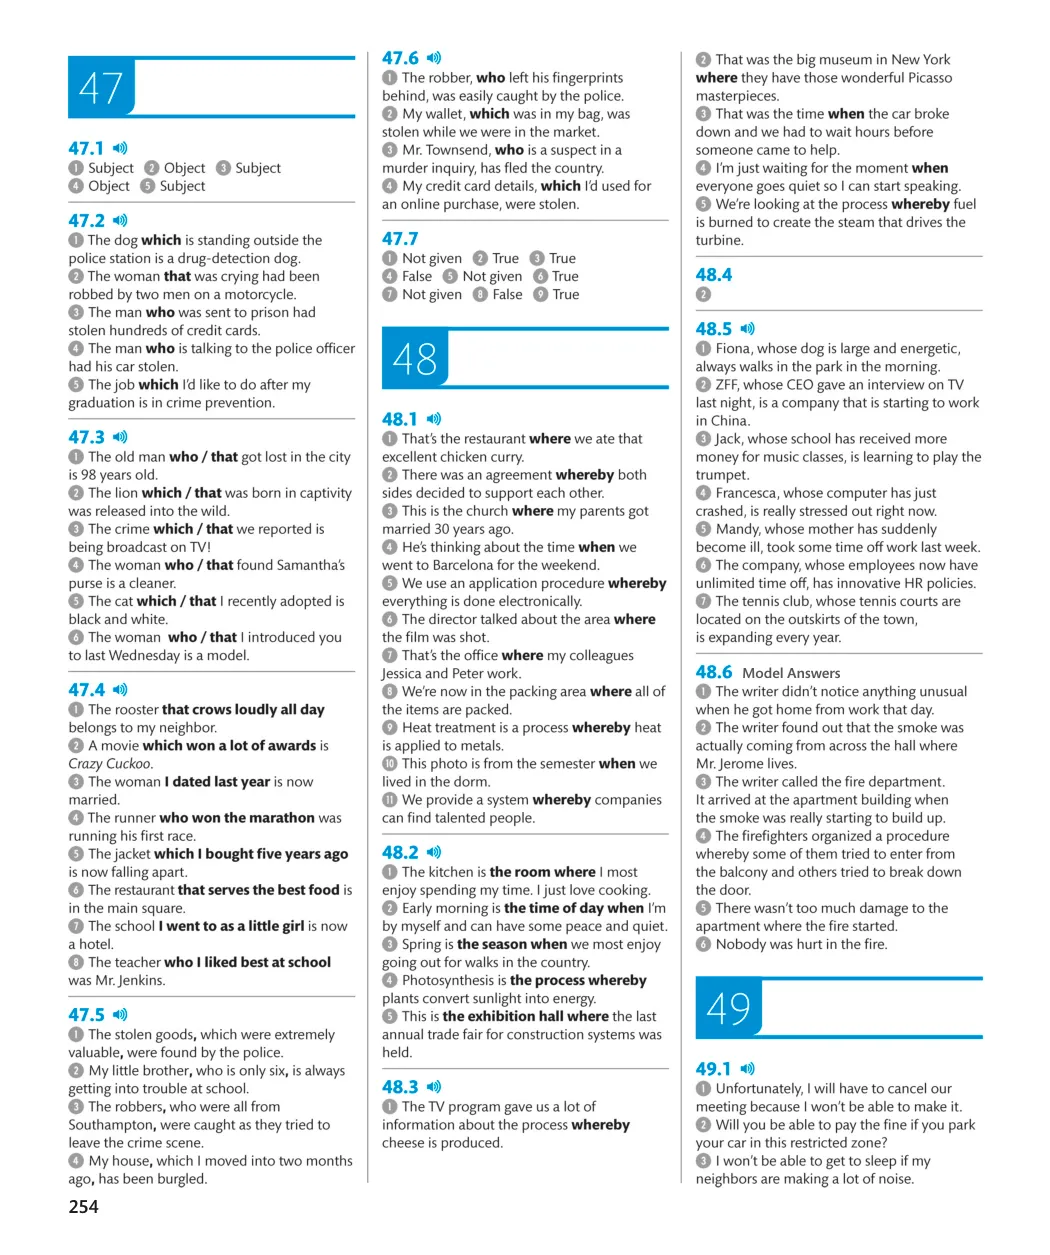 47
47.1
1 Subject 2 Object 3 Subject
4 Object 5 Subject
47.2
1 The dog which is standing outside the
police station is a drug-detection dog.
2 The woman that was crying had been
robbed by two men on a motorcycle.
3 The man who was sent to prison had
stolen hundreds of credit cards.
4 The man who is talking to the police officer
had his car stolen.
5 The job which I’d like to do after my
graduation is in crime prevention.
47.3
1 The old man who / that got lost in the city
is 98 years old.
2 The lion which / that was born in captivity
was released into the wild.
3 The crime which / that we reported is
being broadcast on TV!
4 The woman who / that found Samantha’s
purse is a cleaner.
5 The cat which / that I recently adopted is
black and white.
6 The woman who / that I introduced you
to last Wednesday is a model.
47.4
1 The rooster that crows loudly all day
belongs to my neighbor.
2 A movie which won a lot of awards is
Crazy Cuckoo.
3 The woman I dated last year is now
married.
4 The runner who won the marathon was
running his first race.
5 The jacket which I bought five years ago
is now falling apart.
6 The restaurant that serves the best food is
in the main square.
7 The school I went to as a little girl is now
a hotel.
8 The teacher who I liked best at school
was Mr. Jenkins.
47.5
1 The stolen goods, which were extremely
valuable, were found by the police.
2 My little brother, who is only six, is always
getting into trouble at school.
3 The robbers, who were all from
Southampton, were caught as they tried to
leave the crime scene.
4 My house, which I moved into two months
ago, has been burgled.
254
47.6
1 The robber, who left his fingerprints
behind, was easily caught by the police.
2 My wallet, which was in my bag, was
stolen while we were in the market.
3 Mr. Townsend, who is a suspect in a
murder inquiry, has fled the country.
4 My credit card details, which I’d used for
an online purchase, were stolen.
47.7
1 Not given 2 True 3 True
4 False 5 Not given 6 True
7 Not given 8 False 9 True
48
48.1
1 That’s the restaurant where we ate that
excellent chicken curry.
2 There was an agreement whereby both
sides decided to support each other.
3 This is the church where my parents got
married 30 years ago.
4 He’s thinking about the time when we
went to Barcelona for the weekend.
5 We use an application procedure whereby
everything is done electronically.
6 The director talked about the area where
the film was shot.
7 That’s the office where my colleagues
Jessica and Peter work.
8 We’re now in the packing area where all of
the items are packed.
9 Heat treatment is a process whereby heat
is applied to metals.
10 This photo is from the semester when we
lived in the dorm.
11 We provide a system whereby companies
can find talented people.
48.2
1 The kitchen is the room where I most
enjoy spending my time. I just love cooking.
2 Early morning is the time of day when I’m
by myself and can have some peace and quiet.
3 Spring is the season when we most enjoy
going out for walks in the country.
4 Photosynthesis is the process whereby
plants convert sunlight into energy.
5 This is the exhibition hall where the last
annual trade fair for construction systems was
held.
48.3
1 The TV program gave us a lot of
information about the process whereby
cheese is produced.
2 That was the big museum in New York
where they have those wonderful Picasso
masterpieces.
3 That was the time when the car broke
down and we had to wait hours before
someone came to help.
4 I’m just waiting for the moment when
everyone goes quiet so I can start speaking.
5 We’re looking at the process whereby fuel
is burned to create the steam that drives the
turbine.
48.4
2
48.5
1 Fiona, whose dog is large and energetic,
always walks in the park in the morning.
2 ZFF, whose CEO gave an interview on TV
last night, is a company that is starting to work
in China.
3 Jack, whose school has received more
money for music classes, is learning to play the
trumpet.
4 Francesca, whose computer has just
crashed, is really stressed out right now.
5 Mandy, whose mother has suddenly
become ill, took some time off work last week.
6 The company, whose employees now have
unlimited time off, has innovative HR policies.
7 The tennis club, whose tennis courts are
located on the outskirts of the town,
is expanding every year.
48.6 Model Answers
1 The writer didn’t notice anything unusual
when he got home from work that day.
2 The writer found out that the smoke was
actually coming from across the hall where
Mr. Jerome lives.
3 The writer called the fire department.
It arrived at the apartment building when
the smoke was really starting to build up.
4 The firefighters organized a procedure
whereby some of them tried to enter from
the balcony and others tried to break down
the door.
5 There wasn’t too much damage to the
apartment where the fire started.
6 Nobody was hurt in the fire.
49
49.1
1 Unfortunately, I will have to cancel our
meeting because I won’t be able to make it.
2 Will you be able to pay the fine if you park
your car in this restricted zone?
3 I won’t be able to get to sleep if my
neighbors are making a lot of noise.